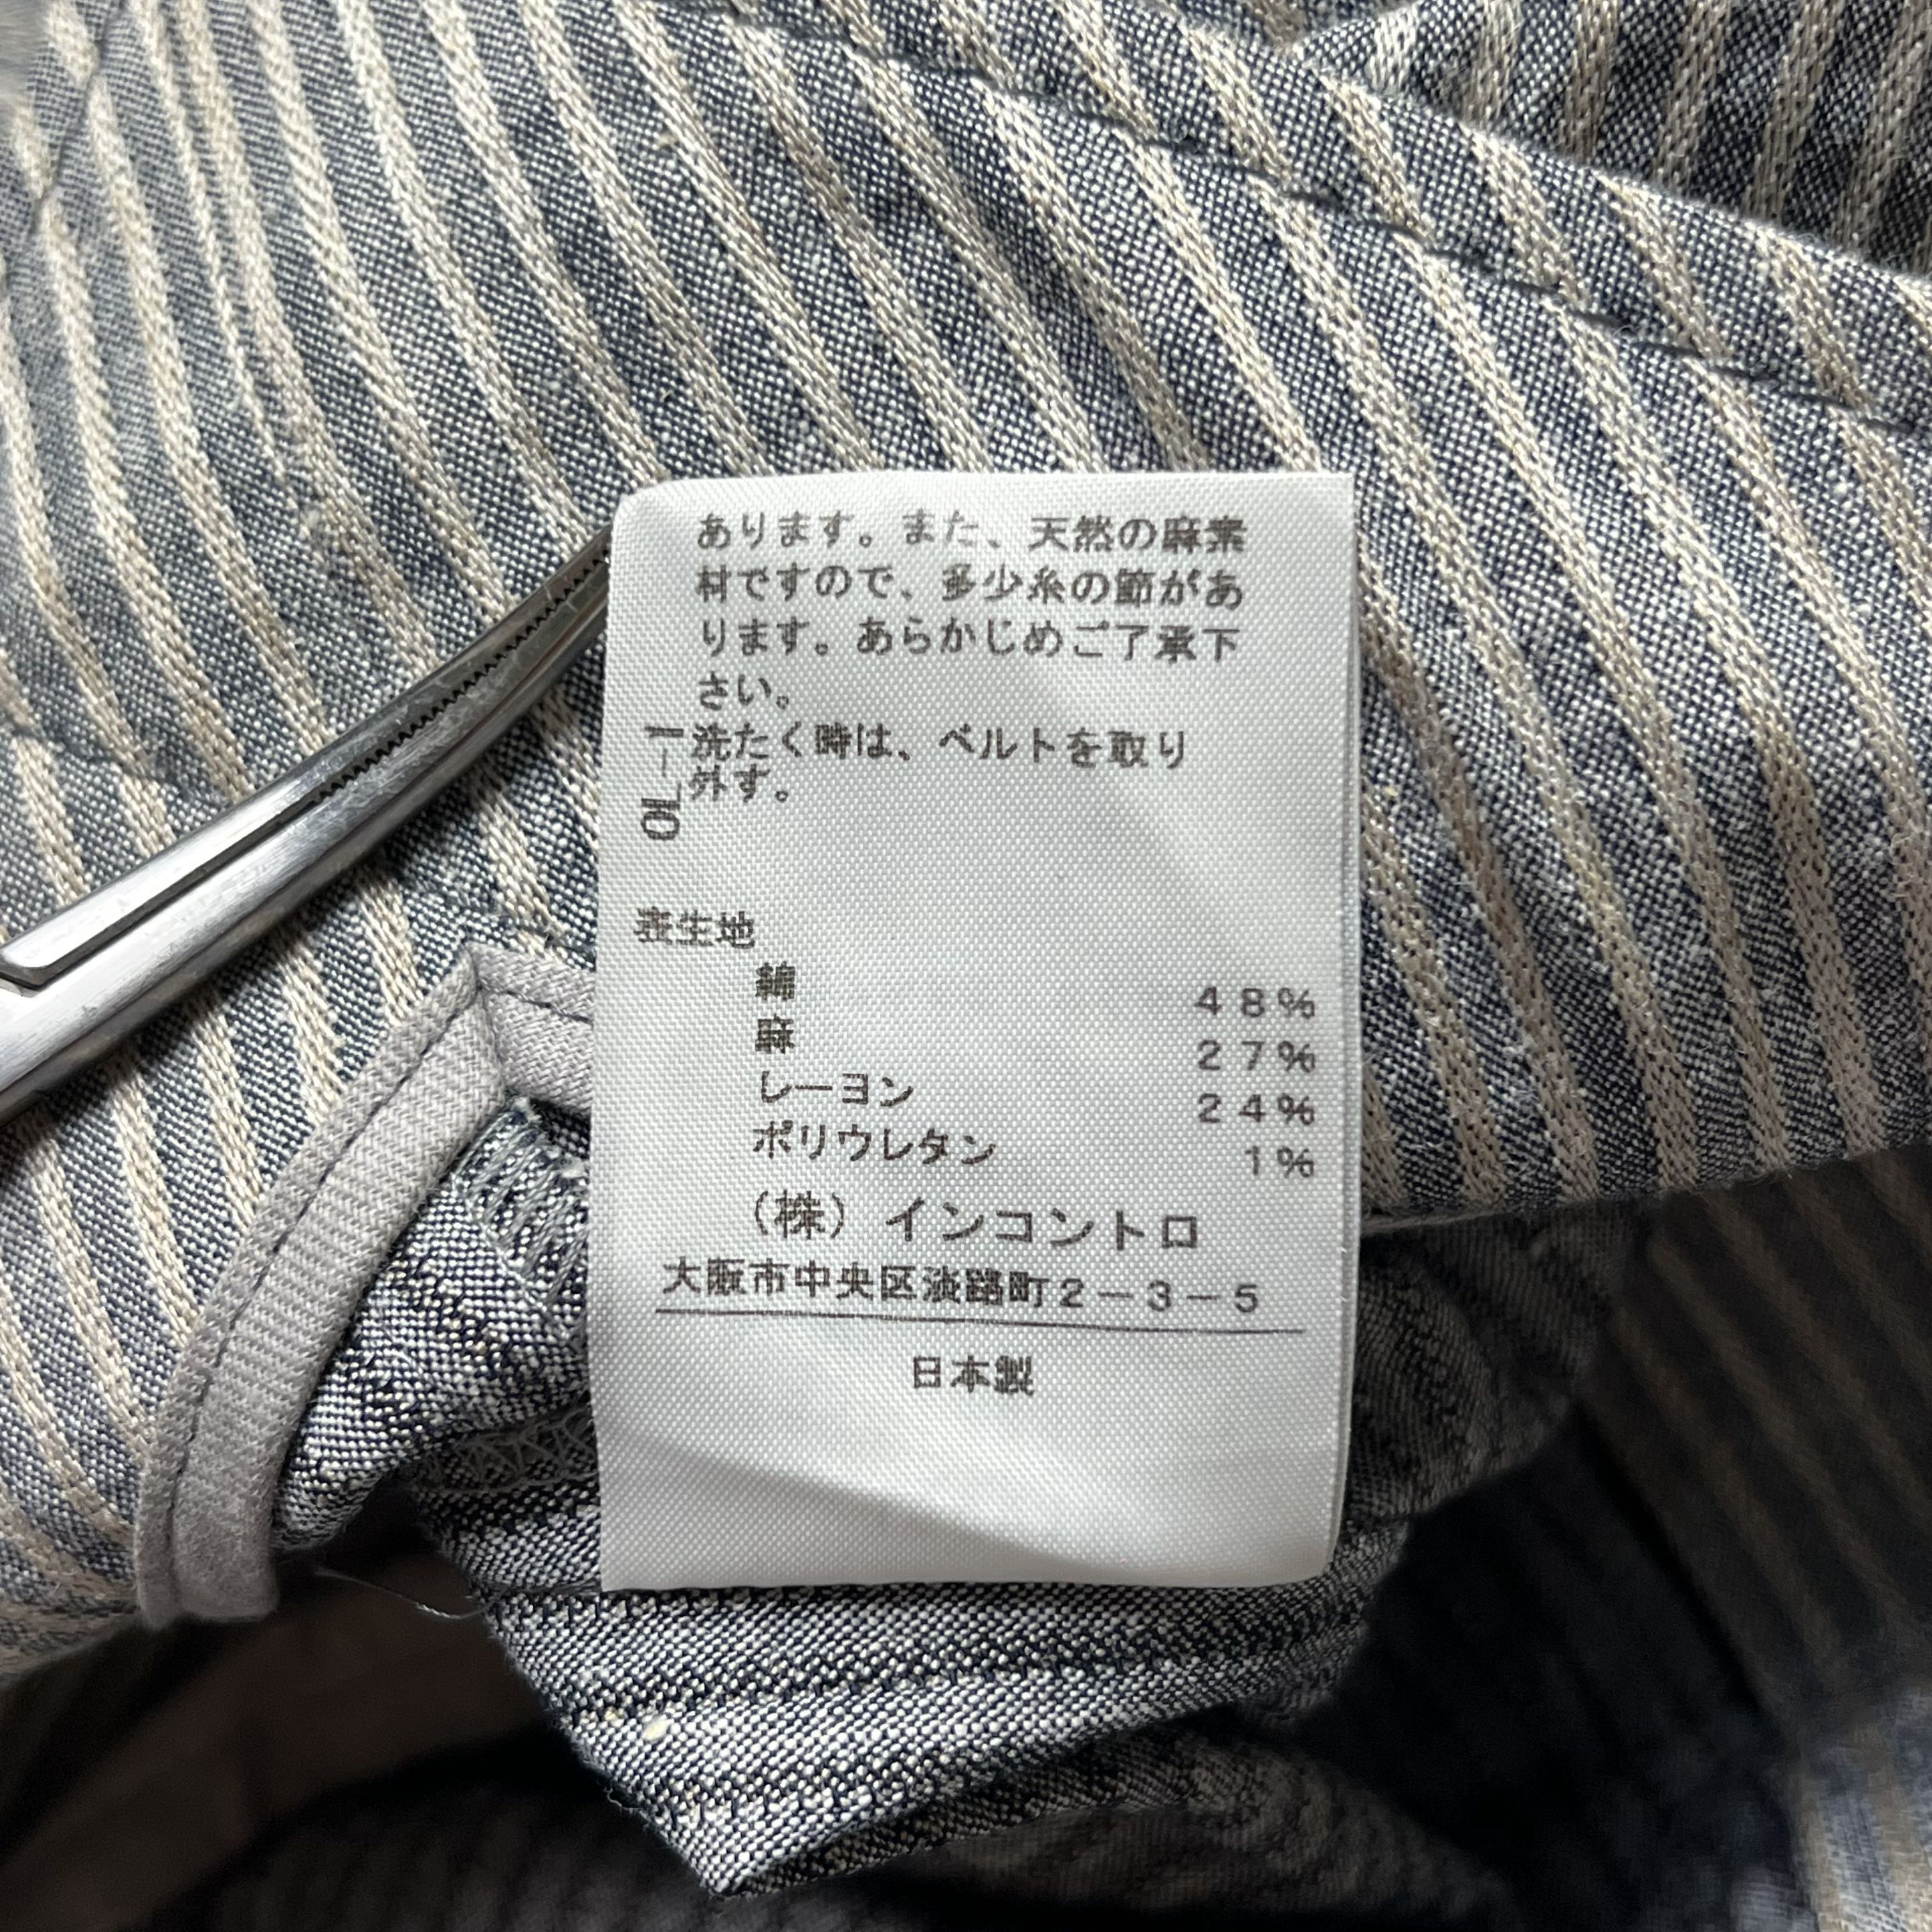 あります。また、天然の麻素
材ですので、多少糸の節があ
ります。あらかじめご了承下
さい。
洗たく時は、ベルトを取り
外す。
表生地
綿 48%
麻 27%
レーヨン 24%
ポリウレタン 1%
(株) インコントロ
大阪市中央区淡路町2-3-5
日本製